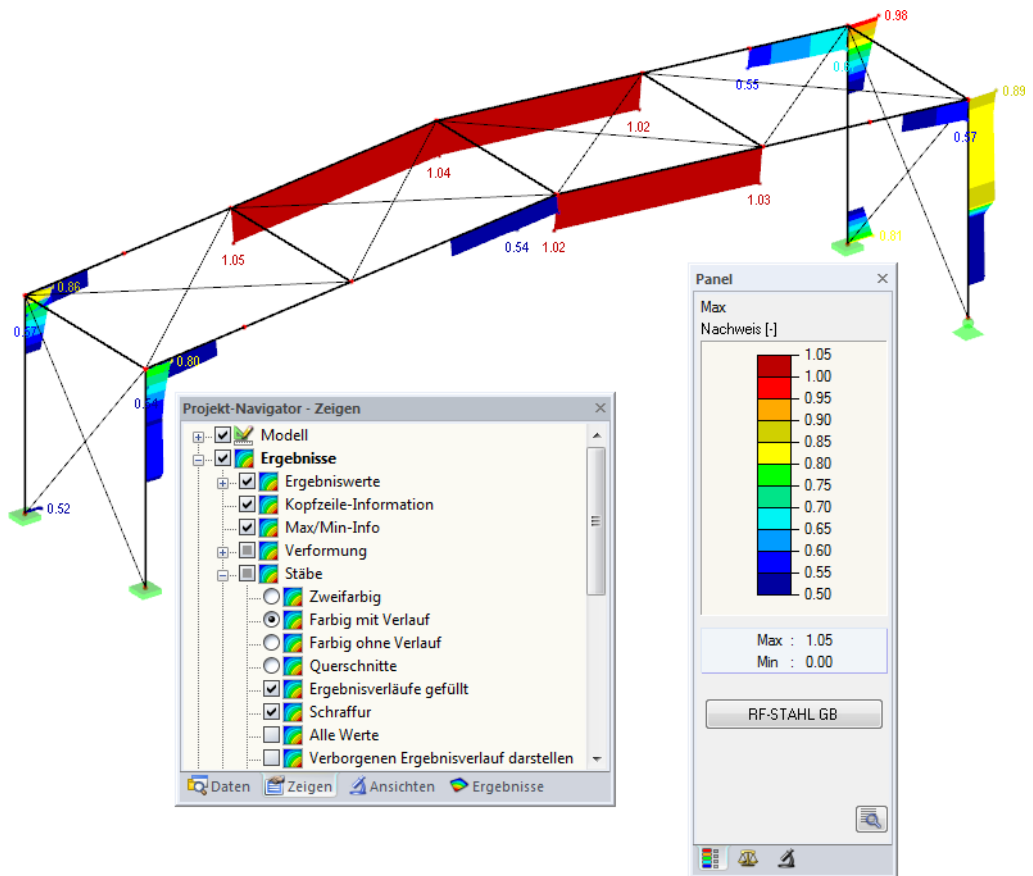 0.98
0.6
0.55
0.89
0.57
1.02
1.04
1.03
1.05
0.54
1.02
0.81
0.86
0.57
0.80
0.52
Projekt-Navigator - Zeigen
Modell
Ergebnisse
Ergebniswerte
Kopfzeile-Information
Max/Min-Info
Verformung
Stäbe
Zweifarbig
Farbig mit Verlauf
Farbig ohne Verlauf
Querschnitte
Ergebnisverläufe gefüllt
Schraffur
Alle Werte
Verborgenen Ergebnisverlauf darstellen
Daten Zeigen Ansichten Ergebnisse
Panel
Max
Nachweis [-]
1.05
1.00
0.95
0.90
0.85
0.80
0.75
0.70
0.65
0.60
0.55
0.50
Max : 1.05
Min : 0.00
RF-STAHL GB